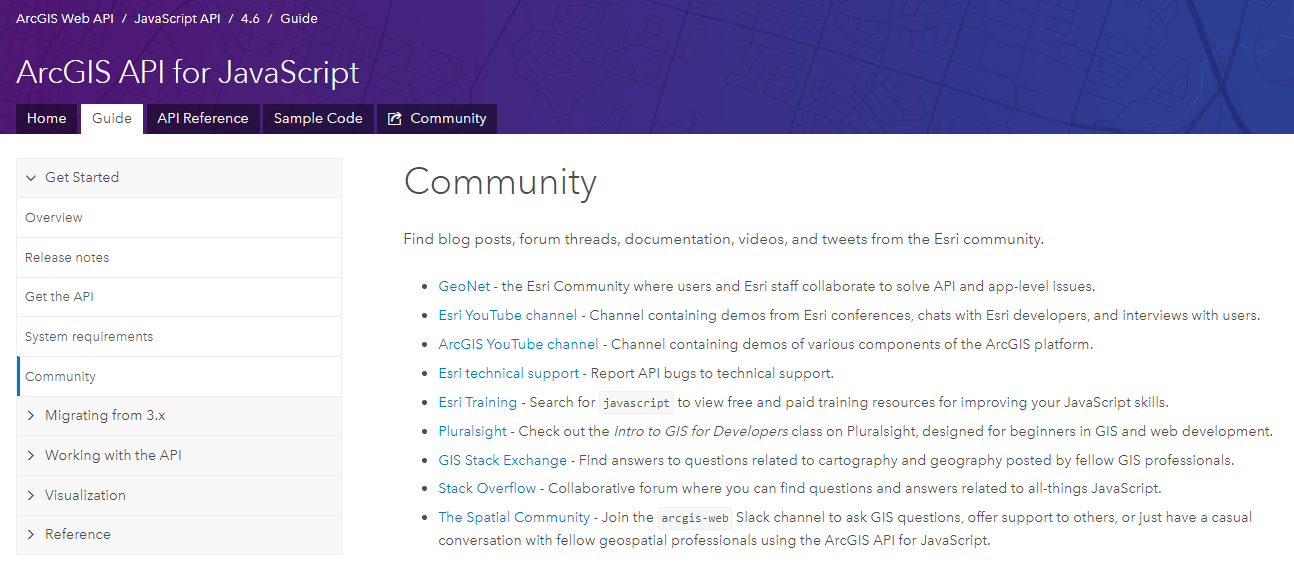 ArcGIS Web API / JavaScript API / 4.6 / Guide
ArcGIS API for JavaScript
Home Guide API Reference Sample Code Community
Get Started
Overview
Release notes
Get the API
System requirements
Community
Migrating from 3.x
Working with the API
Visualization
Reference
Community
Find blog posts, forum threads, documentation, videos, and tweets from the Esri community.
• GeoNet - the Esri Community where users and Esri staff collaborate to solve API and app-level issues.
• Esri YouTube channel - Channel containing demos from Esri conferences, chats with Esri developers, and interviews with users.
• ArcGIS YouTube channel - Channel containing demos of various components of the ArcGIS platform.
• Esri technical support - Report API bugs to technical support.
• Esri Training - Search for javascript to view free and paid training resources for improving your JavaScript skills.
• Pluralsight - Check out the Intro to GIS for Developers class on Pluralsight, designed for beginners in GIS and web development.
• GIS Stack Exchange - Find answers to questions related to cartography and geography posted by fellow GIS professionals.
• Stack Overflow - Collaborative forum where you can find questions and answers related to all-things JavaScript.
• The Spatial Community - Join the arcgis-web Slack channel to ask GIS questions, offer support to others, or just have a casual
conversation with fellow geospatial professionals using the ArcGIS API for JavaScript.